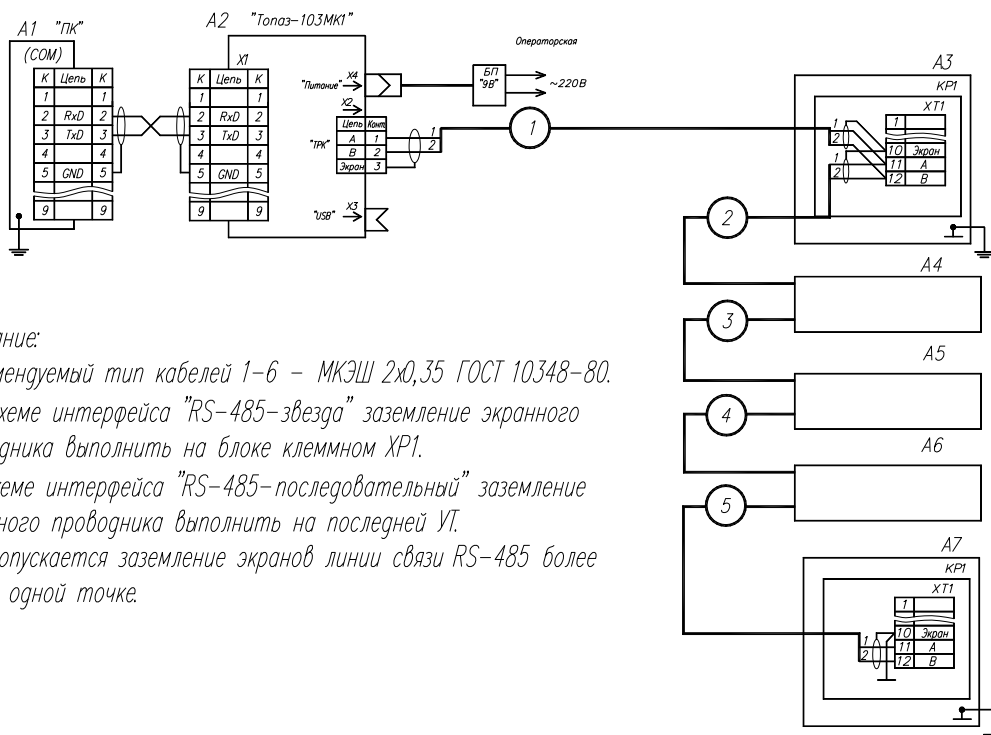 A1 "ПК"
(COM)
К Цепь К
1 1
2 RxD 2
3 TxD 3
4 4
5 GND 5
9 9
A2 "Топаз-103МК1"
X1
К Цепь К
1 1
2 RxD 2
3 TxD 3
4 4
5 GND 5
9 9
"Питание" X4
X2
Цепь Конт.
"ТРК"
A 1
B 2
Экран 3
"USB" X3
Операторская
БП
"9В"
~220В
1
2
1
A3
КР1
XT1
1
10 Экран
11 A
12 B
1
2
1
2
2
A4
3
A5
4
A6
5
A7
КР1
XT1
1
10 Экран
11 A
12 B
1
2
ание:
мендуемый тип кабелей 1-6 - МКЭШ 2х0,35 ГОСТ 10348-80.
хеме интерфейса "RS-485-звезда" заземление экранного
дника выполнить на блоке клеммном ХР1.
еме интерфейса "RS-485-последовательный" заземление
ного проводника выполнить на последней УТ.
опускается заземление экранов линии связи RS-485 более
одной точке.